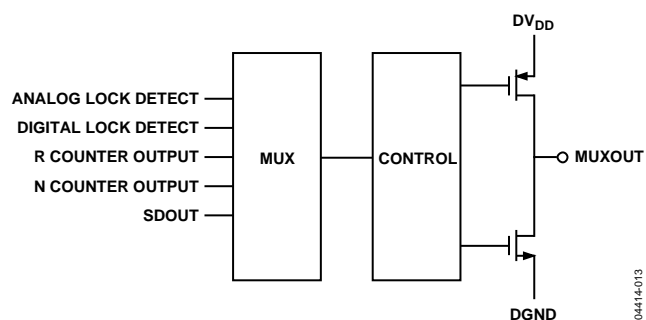 DVDD
ANALOG LOCK DETECT
DIGITAL LOCK DETECT
R COUNTER OUTPUT
N COUNTER OUTPUT
SDOUT
MUX
CONTROL
MUXOUT
DGND
04414-013